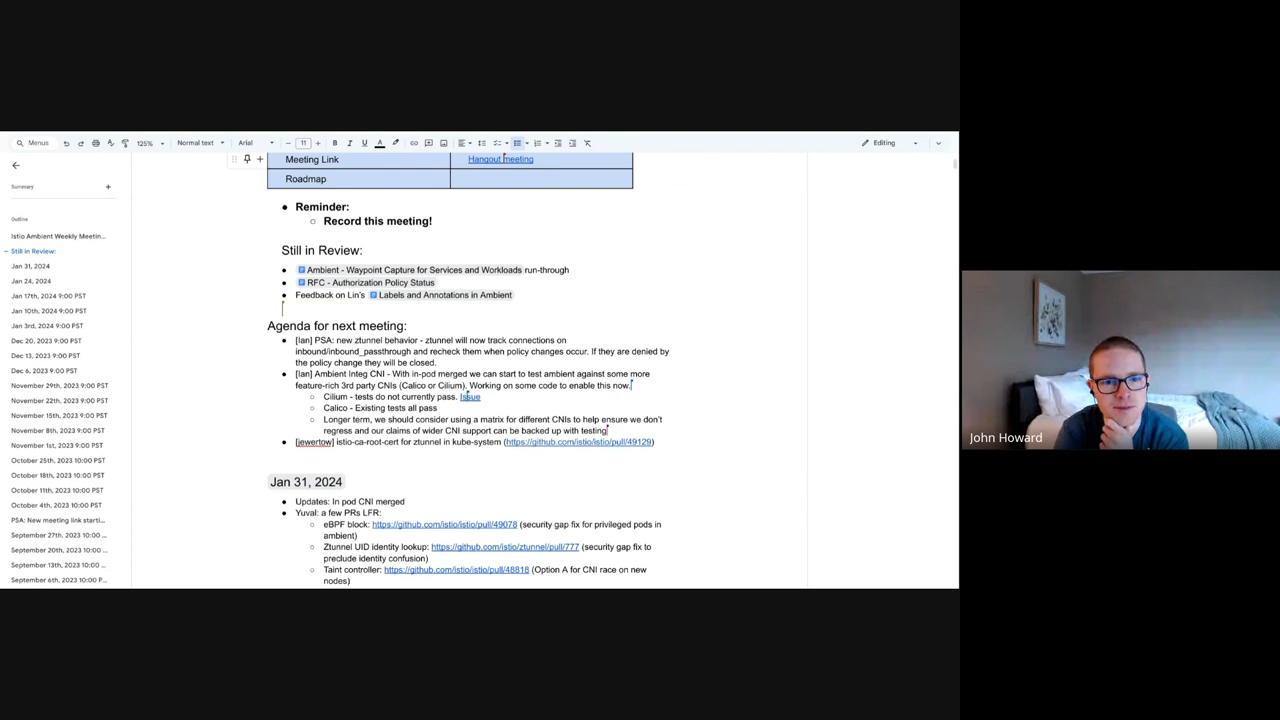 Menus
125%
Normal text
Arial
11
Editing
Summary
Outline
Istio Ambient Weekly Meetin...
Still in Review:
Jan 31, 2024
Jan 24, 2024
Jan 17th, 2024 9:00 PST
Jan 10th, 2024 9:00 PST
Jan 3rd, 2024 9:00 PST
Dec 20, 2023 9:00 PST
Dec 13, 2023 9:00 PST
Dec 6, 2023 9:00 PST
November 29th, 2023 9:00 PST
November 22th, 2023 9:00 PST
November 15th, 2023 9:00 PST
November 8th, 2023 9:00 PST
November 1st, 2023 9:00 PST
October 25th, 2023 10:00 PST
October 18th, 2023 10:00 PST
October 11th, 2023 10:00 PST
October 4th, 2023 10:00 PST
PSA: New meeting link starti...
September 27th, 2023 10:00 ...
September 20th, 2023 10:00 ...
September 13th, 2023 10:00 ...
September 6th, 2023 10:00 P...
Meeting Link
Hangout meeting
Roadmap
Reminder:
Record this meeting!
Still in Review:
Ambient - Waypoint Capture for Services and Workloads run-through
RFC - Authorization Policy Status
Feedback on Lin's Labels and Annotations in Ambient
Agenda for next meeting:
[Ian] PSA: new ztunnel behavior - ztunnel will now track connections on
inbound/inbound_passthrough and recheck them when policy changes occur. If they are denied by
the policy change they will be closed.
[Ian] Ambient Integ CNI - With in-pod merged we can start to test ambient against some more
feature-rich 3rd party CNIs (Calico or Cilium). Working on some code to enable this now.
Cilium - tests do not currently pass. Issue
Calico - Existing tests all pass
Longer term, we should consider using a matrix for different CNIs to help ensure we don't
regress and our claims of wider CNI support can be backed up with testing
[jewertow] istio-ca-root-cert for ztunnel in kube-system (https://github.com/istio/istio/pull/49129)
Jan 31, 2024
Updates: In pod CNI merged
Yuval: a few PRs LFR:
eBPF block: https://github.com/istio/istio/pull/49078 (security gap fix for privileged pods in
ambient)
Ztunnel UID identity lookup: https://github.com/istio/ztunnel/pull/777 (security gap fix to
preclude identity confusion)
Taint controller: https://github.com/istio/istio/pull/48818 (Option A for CNI race on new
nodes)
John Howard